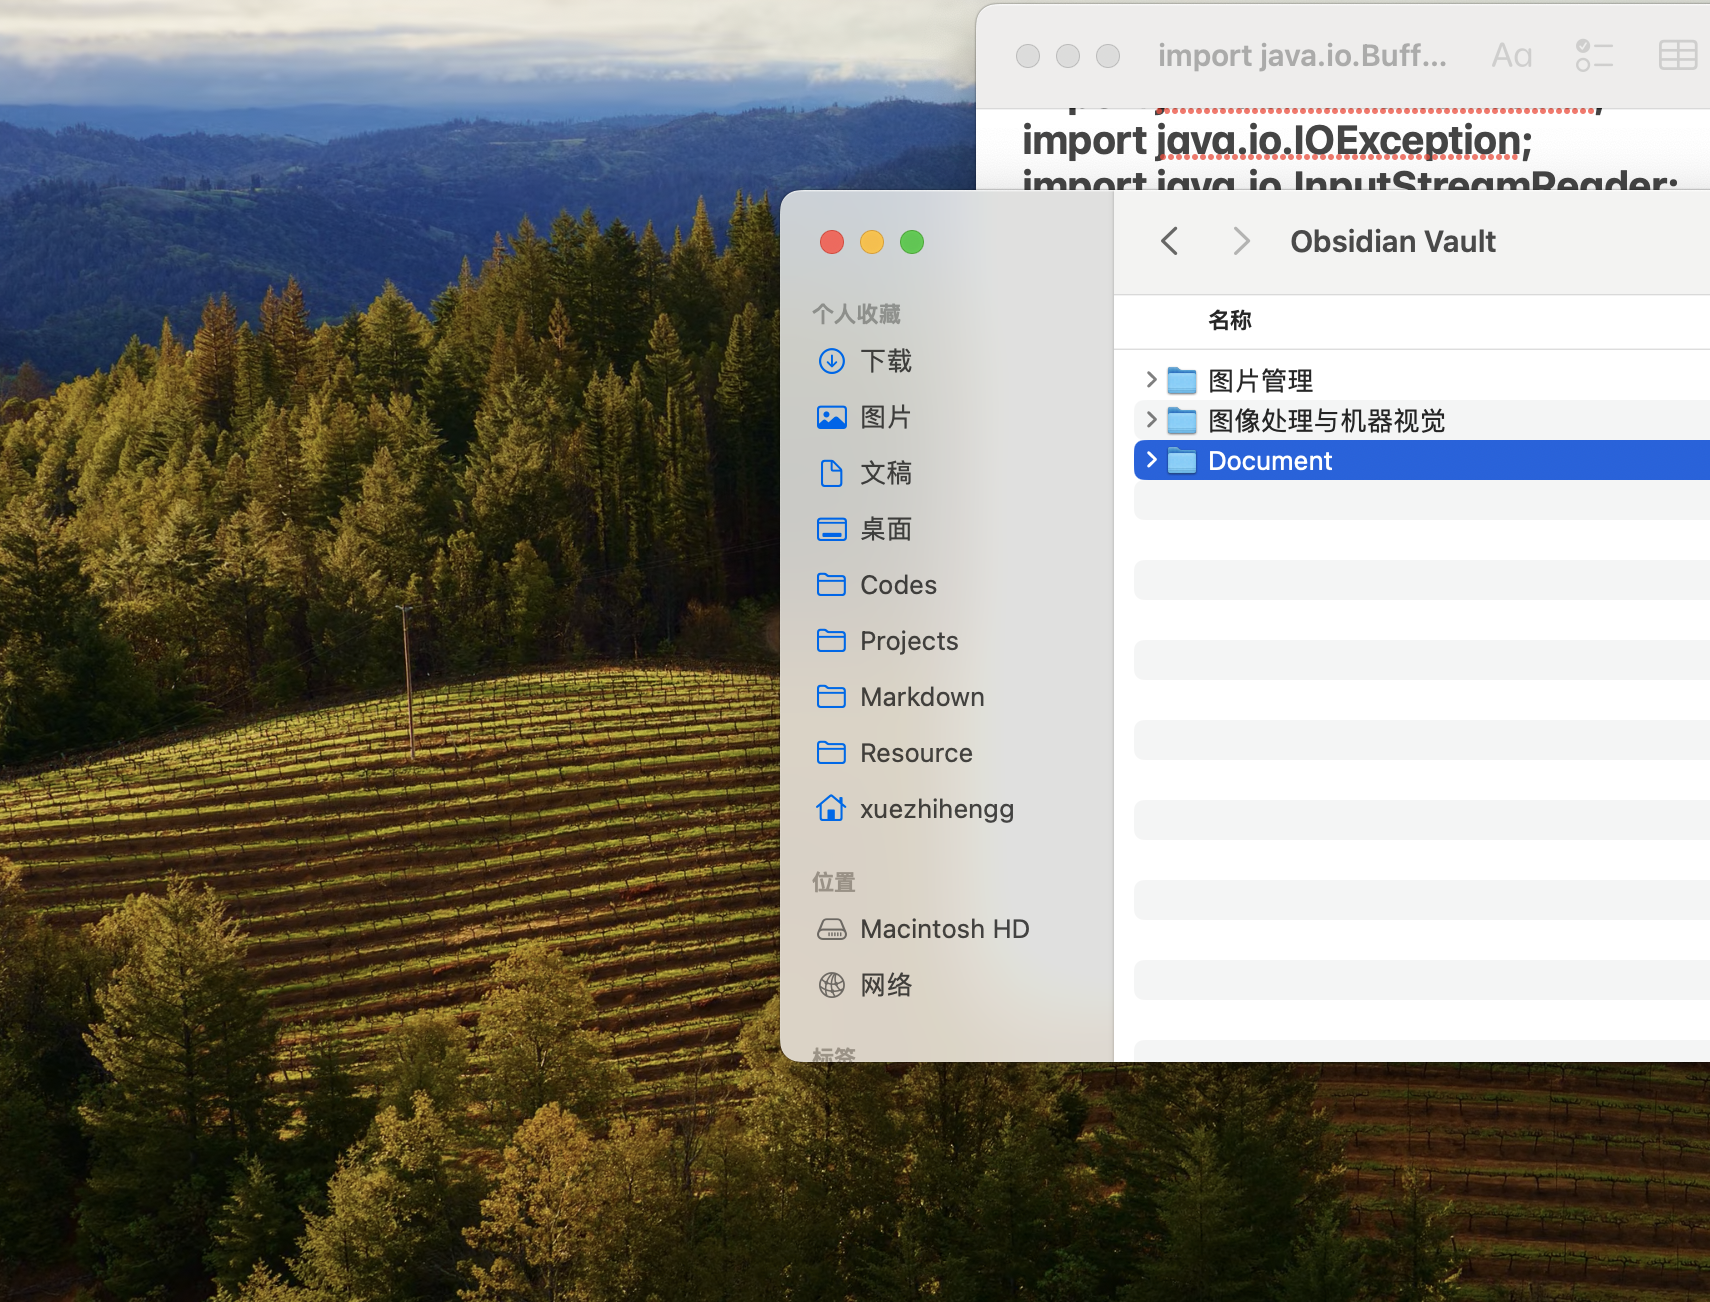 import java.io.Buff...
Aa
import java.io.IOException;
import java.io.InputStreamReader;
Obsidian Vault
个人收藏
下载
图片
文稿
桌面
Codes
Projects
Markdown
Resource
xuezhihengg
位置
Macintosh HD
网络
标签
名称
图片管理
图像处理与机器视觉
Document